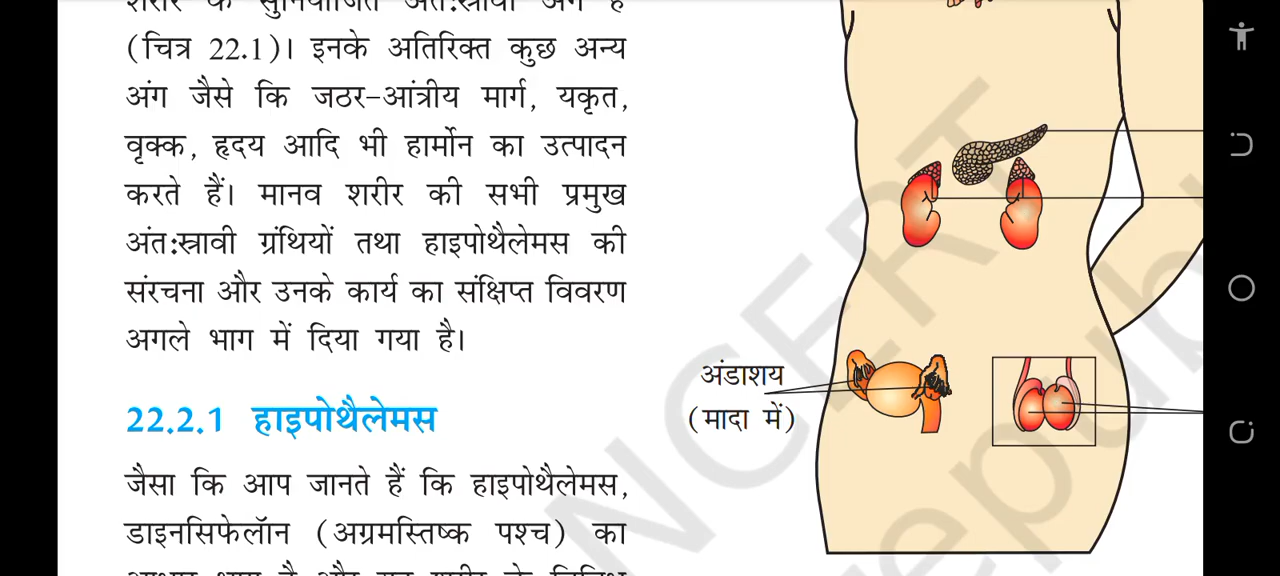 शरीर के सुनियोजित अंत:स्रावी अंग हैं
(चित्र 22.1)। इनके अतिरिक्त कुछ अन्य
अंग जैसे कि जठर-आंत्रीय मार्ग, यकृत,
वृक्क, हृदय आदि भी हार्मोन का उत्पादन
करते हैं। मानव शरीर की सभी प्रमुख
अंत:स्रावी ग्रंथियों तथा हाइपोथैलेमस की
संरचना और उनके कार्य का संक्षिप्त विवरण
अगले भाग में दिया गया है।
22.2.1 हाइपोथैलेमस
जैसा कि आप जानते हैं कि हाइपोथैलेमस,
डाइनसिफेलॉन (अग्रमस्तिष्क पश्च) का
अंडाशय
(मादा में)
NCERT
republ